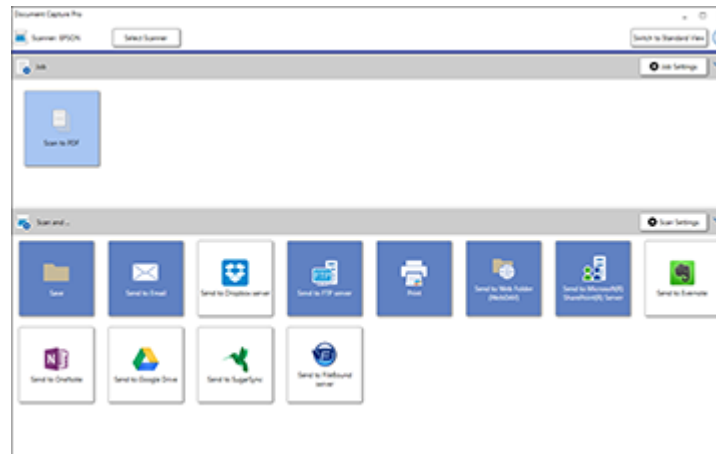 Document Capture Pro
Scanner: EPSON
Select Scanner
Switch to Standard View
Job
Job Settings
Scan to PDF
Scan and...
Scan Settings
Save
Send to Email
Send to Dropbox server
Send to FTP server
FTP
Print
Send to Web Folder
(WebDAV)
Send to Microsoft(R)
SharePoint(R) Server
Send to Evernote
N
Send to OneNote
Send to Google Drive
Send to SugarSync
Send to FileBound
server